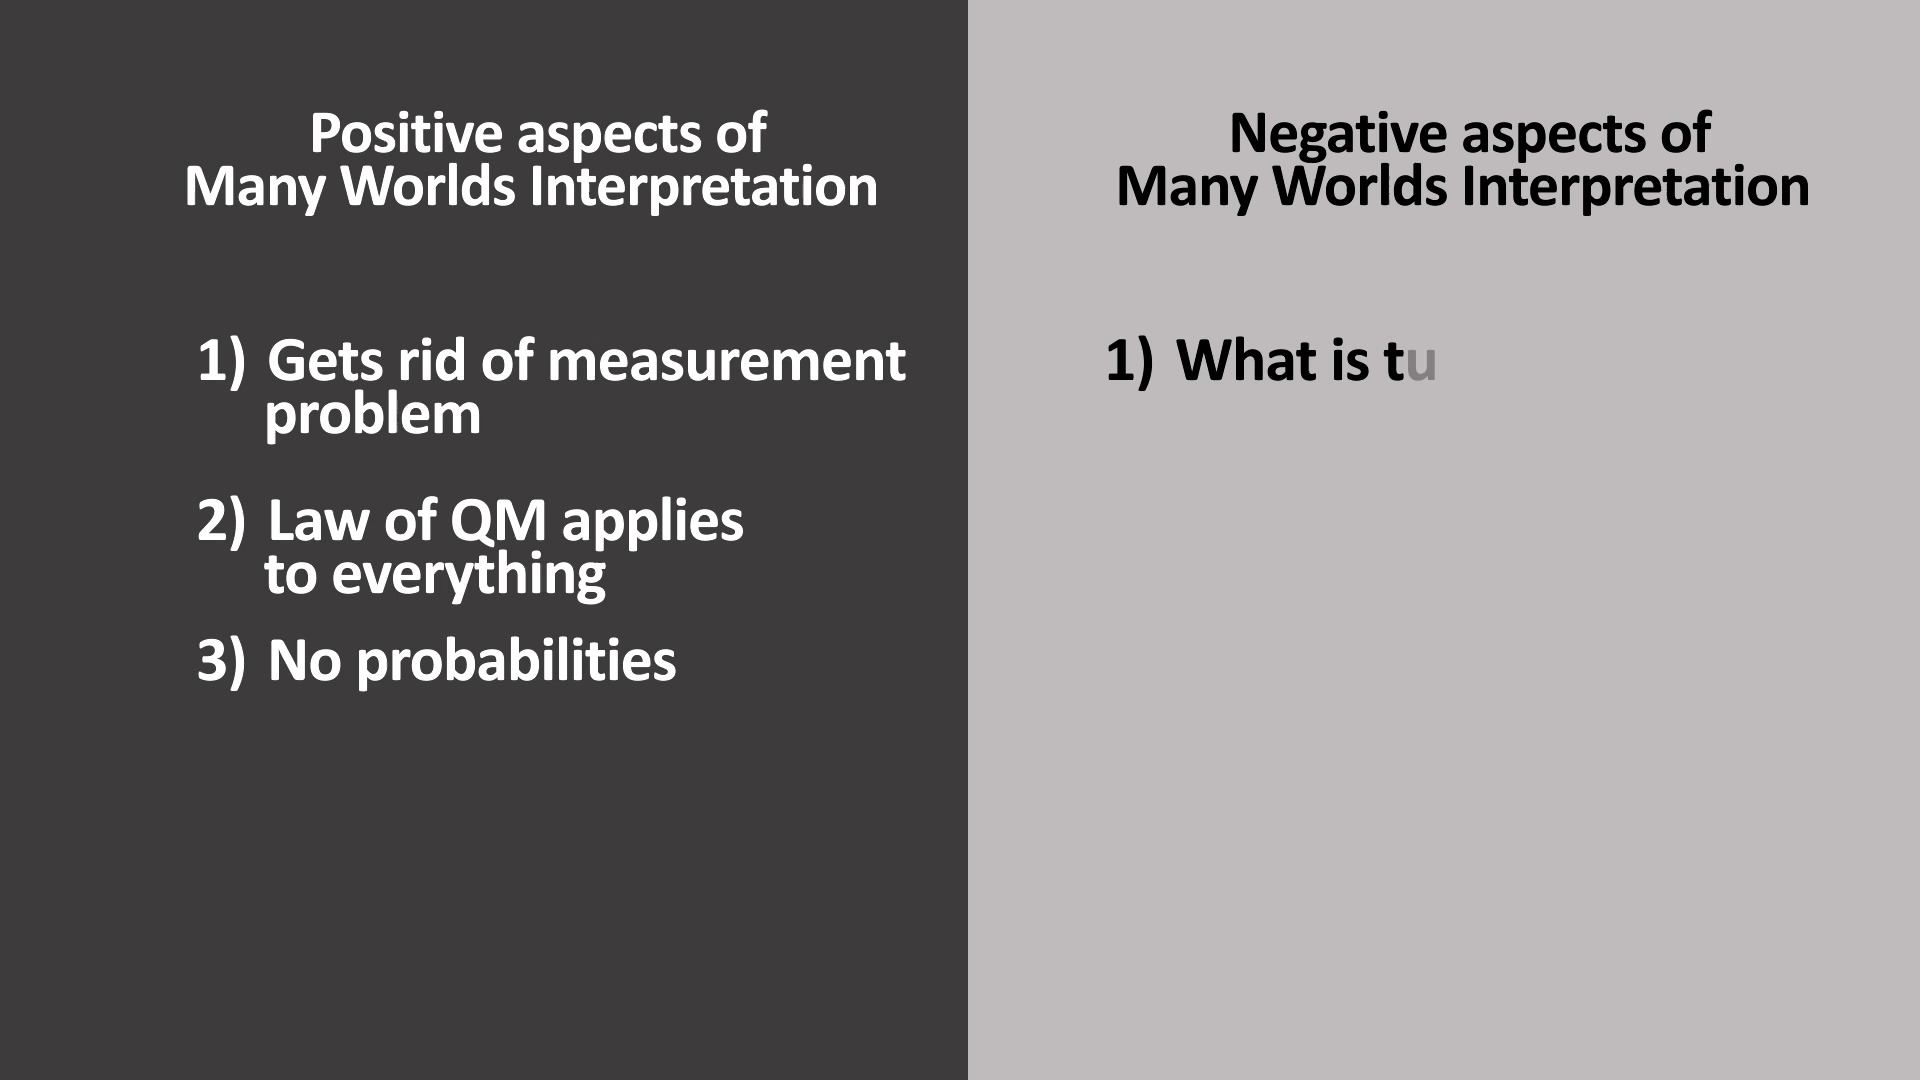 Positive aspects of
Many Worlds Interpretation
1) Gets rid of measurement
problem
2) Law of QM applies
to everything
3) No probabilities
Negative aspects of
Many Worlds Interpretation
1) What is tu